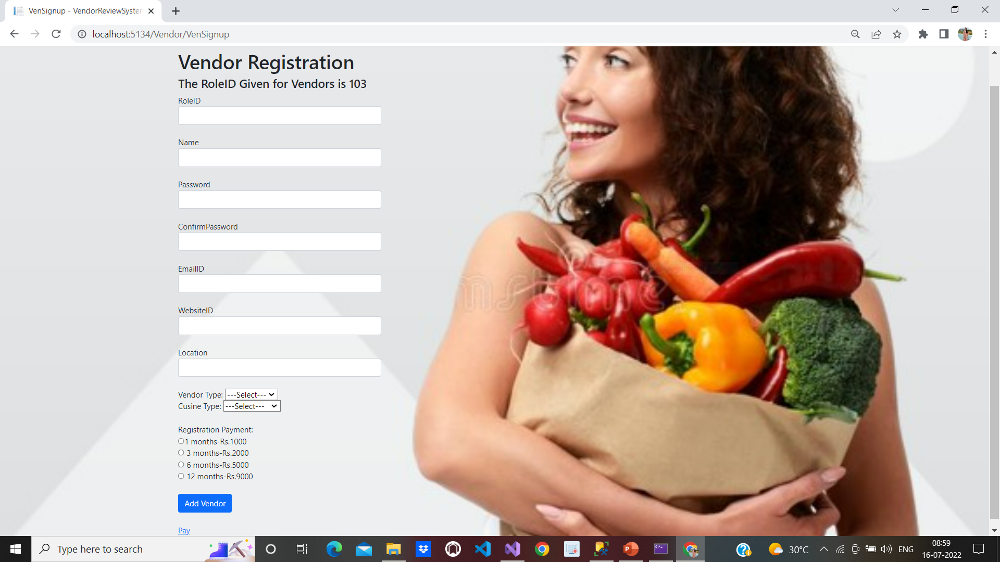 VenSignup - VendorReviewSystem
localhost:5134/Vendor/VenSignup
Vendor Registration
The RoleID Given for Vendors is 103
RoleID
Name
Password
ConfirmPassword
EmailID
WebsiteID
Location
Vendor Type: ---Select---
Cusine Type: ---Select---
Registration Payment:
1 months-Rs.1000
3 months-Rs.2000
6 months-Rs.5000
12 months-Rs.9000
Add Vendor
Pay
Type here to search
30°C
ENG
08:59
16-07-2022